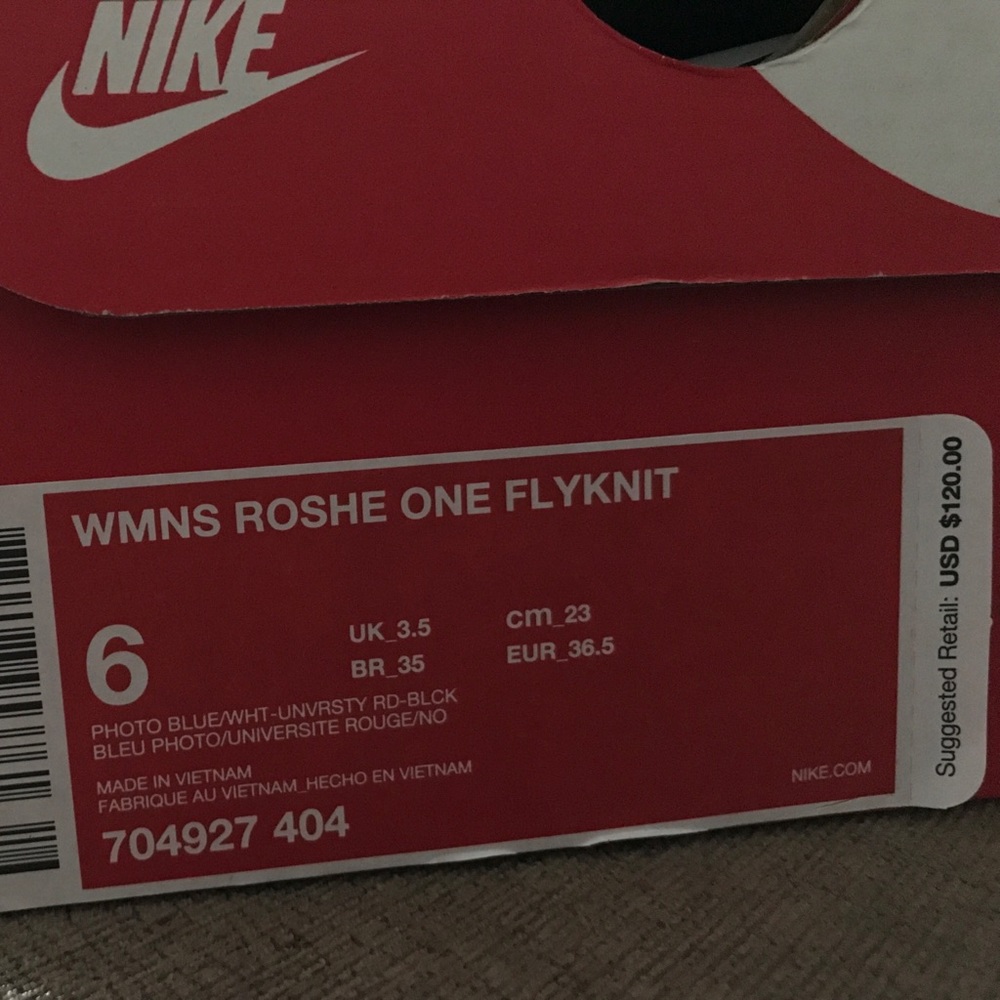 NIKE
WMNS ROSHE ONE FLYKNIT
6
UK_3.5
cm_23
BR_35
EUR_36.5
PHOTO BLUE/WHT-UNVRSTY RD-BLCK
BLEU PHOTO/UNIVERSITE ROUGE/NO
MADE IN VIETNAM
FABRIQUE AU VIETNAM_HECHO EN VIETNAM
704927 404
NIKE.COM
Suggested Retail: USD $120.00